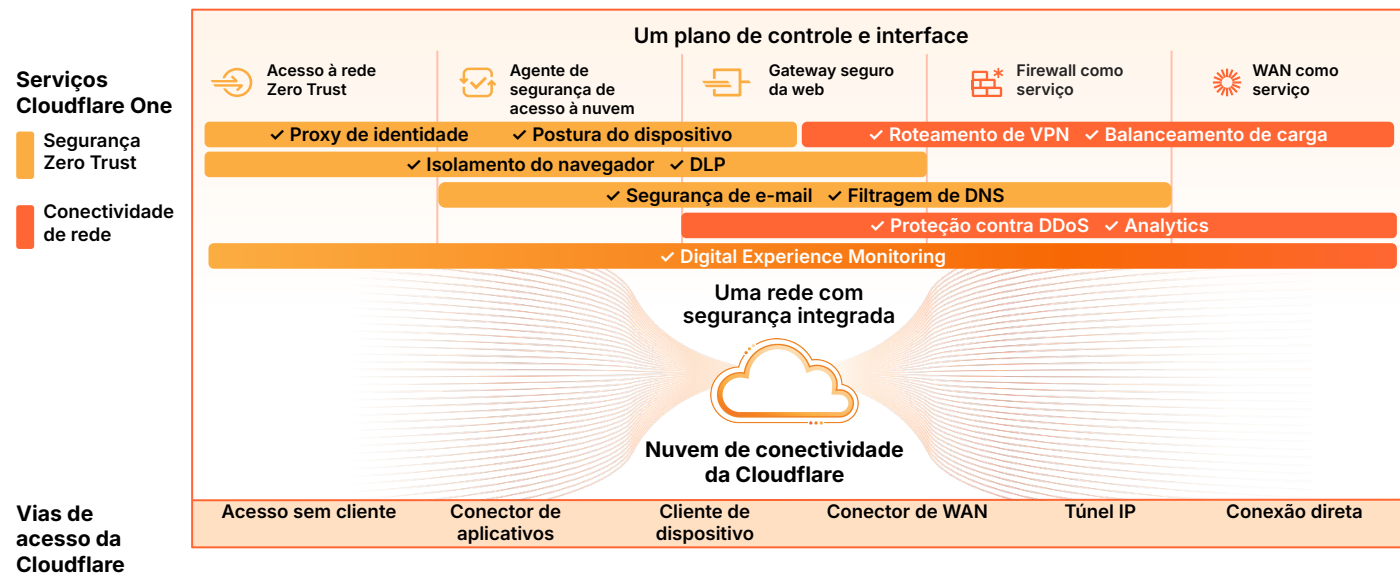 Um plano de controle e interface
Serviços
Cloudflare One
Segurança
Zero Trust
Conectividade
de rede
Acesso à rede
Zero Trust
Agente de
segurança de
acesso à nuvem
Gateway seguro
da web
Firewall como
serviço
WAN como
serviço
✓ Proxy de identidade ✓ Postura do dispositivo
✓ Roteamento de VPN ✓ Balanceamento de carga
✓ Isolamento do navegador ✓ DLP
✓ Segurança de e-mail ✓ Filtragem de DNS
✓ Proteção contra DDoS ✓ Analytics
✓ Digital Experience Monitoring
Uma rede com
segurança integrada
Nuvem de conectividade
da Cloudflare
Vias de
acesso da
Cloudflare
Acesso sem cliente
Conector de
aplicativos
Cliente de
dispositivo
Conector de WAN
Túnel IP
Conexão direta